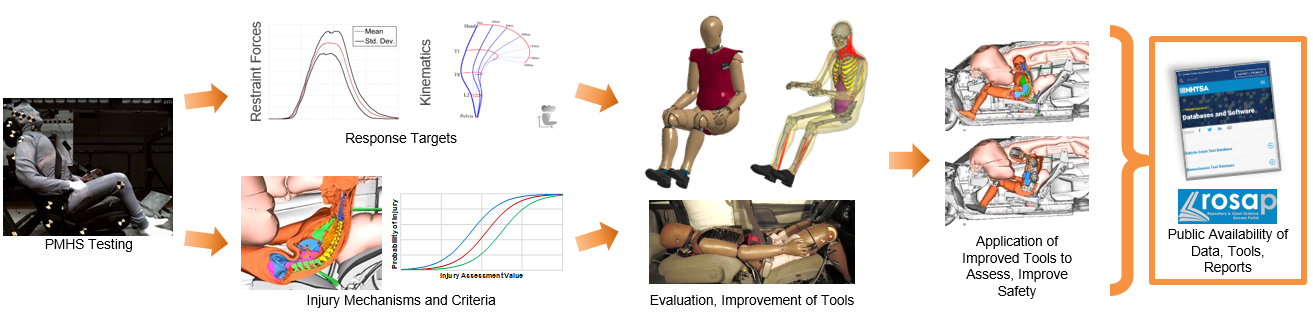 PMHS Testing
Restraint Forces
Mean
Std. Dev.
Kinematics
Head
T1
T8
L2
Pelvis
Response Targets
Probability of Injury
Injury Assessment Value
Injury Mechanisms and Criteria
Evaluation, Improvement of Tools
Application of
Improved Tools to
Assess, Improve
Safety
NHTSA
Databases and Software
rosap
Repository & Open Science
Access Portal
Public Availability of
Data, Tools,
Reports